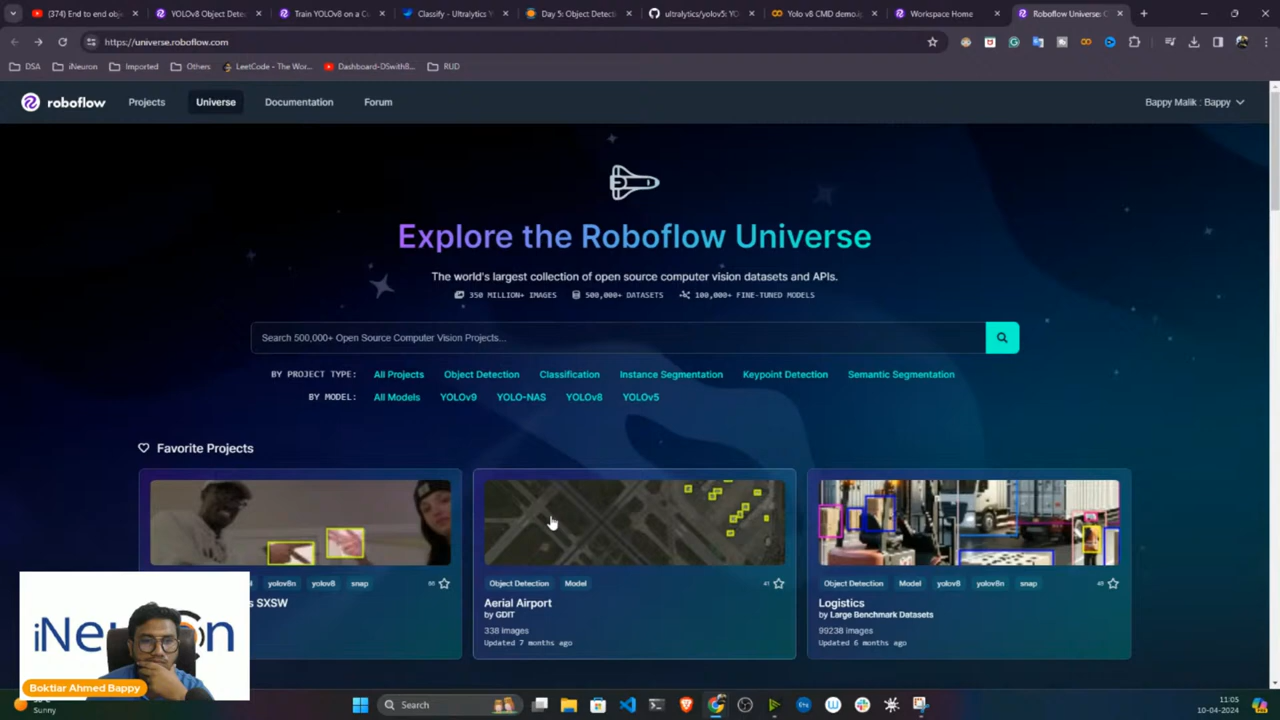 (374) End to end obje
YOLOv8 Object Dete
Train YOLOv8 on a Cu
Classify - Ultralytics Y
Day 5: Object Detect
ultralytics/yolov5: YO
Yolo v8 CMD demo.ip
Workspace Home
Roboflow Universe: O
https://universe.roboflow.com
DSA
iNeuron
Imported
Others
LeetCode - The Wor...
Dashboard-DSwith8...
RUD
roboflow
Projects
Universe
Documentation
Forum
Bappy Malik : Bappy
Explore the Roboflow Universe
The world's largest collection of open source computer vision datasets and APIs.
350 MILLION+ IMAGES 500,000+ DATASETS 100,000+ FINE-TUNED MODELS
Search 500,000+ Open Source Computer Vision Projects...
BY PROJECT TYPE: All Projects Object Detection Classification Instance Segmentation Keypoint Detection Semantic Segmentation
BY MODEL: All Models YOLOv9 YOLO-NAS YOLOv8 YOLOv5
Favorite Projects
yolov8n yolov8 snap
SXSW
Object Detection Model 41
Aerial Airport
by GDIT
338 images
Updated 7 months ago
Object Detection Model yolov8 yolov8n snap 48
Logistics
by Large Benchmark Datasets
99238 images
Updated 6 months ago
Boktiar Ahmed Bappy
Sunny
Search
11:05
10-04-2024